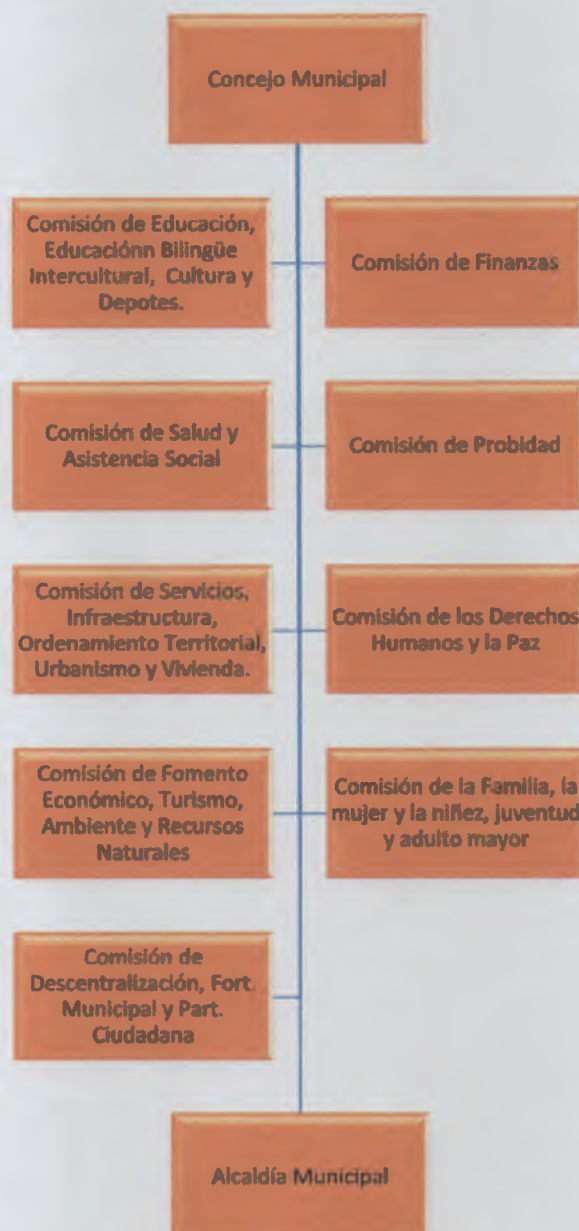 Concejo Municipal
Comisión de Educación,
Educaciónn Bilingüe
Intercultural, Cultura y
Depotes.
Comisión de Finanzas
Comisión de Salud y
Asistencia Social
Comisión de Probidad
Comisión de Servicios,
Infraestructura,
Ordenamiento Territorial,
Urbanismo y Vivienda.
Comisión de los Derechos
Humanos y la Paz
Comisión de Fomento
Económico, Turismo,
Ambiente y Recursos
Naturales
Comisión de la Familia, la
mujer y la niñez, juventud
y adulto mayor
Comisión de
Descentralización, Fort.
Municipal y Part.
Ciudadana
Alcaldía Municipal